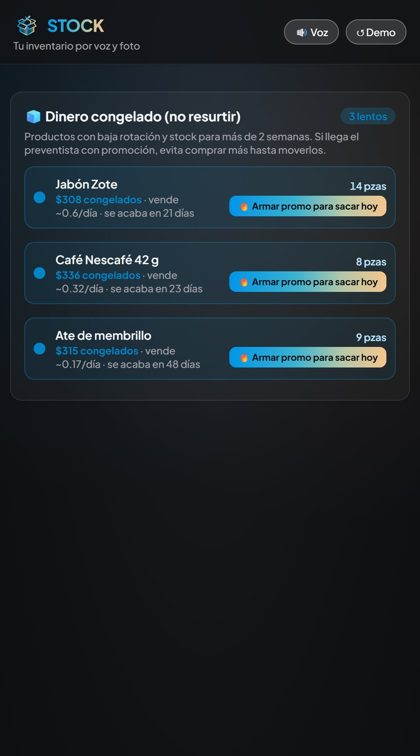 STOCK
Tu inventario por voz y foto
🔊 Voz
↺ Demo
🧊 Dinero congelado (no resurtir)
3 lentos
Productos con baja rotación y stock para más de 2 semanas. Si llega el
preventista con promoción, evita comprar más hasta moverlos.
Jabón Zote
14 pzas
$308 congelados · vende
~0.6/día · se acaba en 21 días
🔥 Armar promo para sacar hoy
Café Nescafé 42 g
8 pzas
$336 congelados · vende
~0.32/día · se acaba en 23 días
🔥 Armar promo para sacar hoy
Ate de membrillo
9 pzas
$315 congelados · vende
~0.17/día · se acaba en 48 días
🔥 Armar promo para sacar hoy